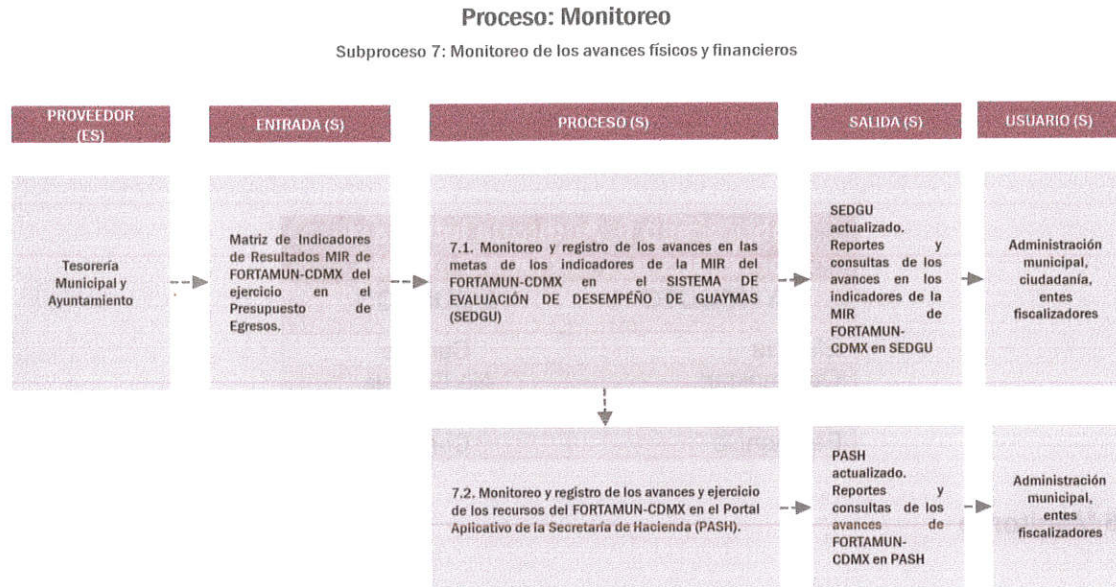 Proceso: Monitoreo
Subproceso 7: Monitoreo de los avances físicos y financieros
PROVEEDOR
(ES)
ENTRADA (S)
PROCESO (S)
SALIDA (S)
USUARIO (S)
Tesorería
Municipal y
Ayuntamiento
Matriz de Indicadores
de Resultados MIR de
FORTAMUN-CDMX del
ejercicio en el
Presupuesto de
Egresos.
7.1. Monitoreo y registro de los avances en las
metas de los indicadores de la MIR del
FORTAMUN-CDMX en el SISTEMA DE
EVALUACIÓN DE DESEMPÉÑO DE GUAYMAS
(SEDGU)
SEDGU
actualizado.
Reportes y
consultas de los
avances en los
indicadores de la
MIR de
FORTAMUN-
CDMX en SEDGU
Administración
municipal,
ciudadanía,
entes
fiscalizadores
7.2. Monitoreo y registro de los avances y ejercicio
de los recursos del FORTAMUN-CDMX en el Portal
Aplicativo de la Secretaría de Hacienda (PASH).
PASH
actualizado.
Reportes y
consultas de los
avances de
FORTAMUN-
CDMX en PASH
Administración
municipal,
entes
fiscalizadores